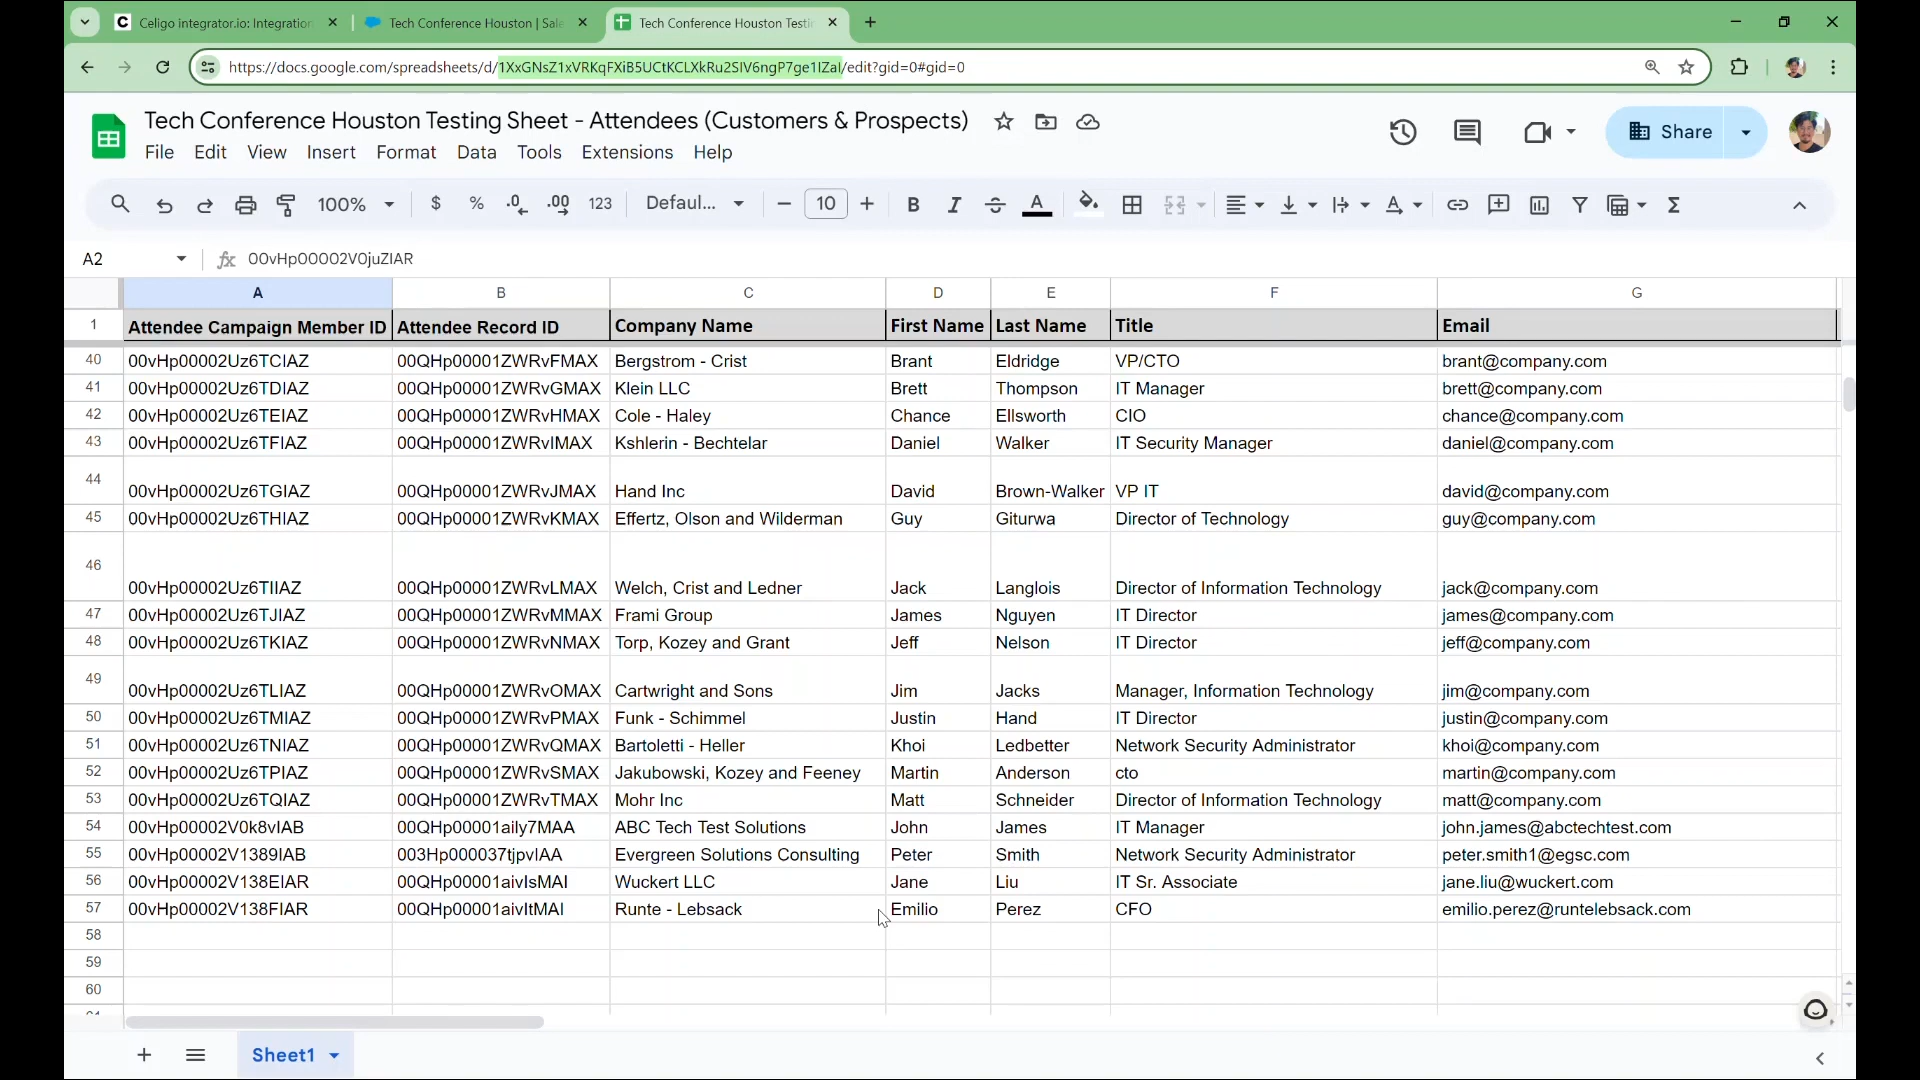 Celigo integrator.io: Integration
Tech Conference Houston | Sale
Tech Conference Houston Testin
https://docs.google.com/spreadsheets/d/1XxGNsZ1xVRKqFXiB5UCtKCLXkRu2SIV6ngP7ge1IZaI/edit?gid=0#gid=0
Tech Conference Houston Testing Sheet - Attendees (Customers & Prospects)
File Edit View Insert Format Data Tools Extensions Help
Share
100% $ % .0 .00 123 Defaul... 10 B I A
A2 fx 00vHp00002V0juZIAR
A B C D E F G
1 Attendee Campaign Member ID Attendee Record ID Company Name First Name Last Name Title Email
40 00vHp00002Uz6TCIAZ 00QHp00001ZWRvFMAX Bergstrom - Crist Brant Eldridge VP/CTO brant@company.com
41 00vHp00002Uz6TDIAZ 00QHp00001ZWRvGMAX Klein LLC Brett Thompson IT Manager brett@company.com
42 00vHp00002Uz6TEIAZ 00QHp00001ZWRvHMAX Cole - Haley Chance Ellsworth CIO chance@company.com
43 00vHp00002Uz6TFIAZ 00QHp00001ZWRvIMAX Kshlerin - Bechtelar Daniel Walker IT Security Manager daniel@company.com
44 00vHp00002Uz6TGIAZ 00QHp00001ZWRvJMAX Hand Inc David Brown-Walker VP IT david@company.com
45 00vHp00002Uz6THIAZ 00QHp00001ZWRvKMAX Effertz, Olson and Wilderman Guy Giturwa Director of Technology guy@company.com
46 00vHp00002Uz6TIIAZ 00QHp00001ZWRvLMAX Welch, Crist and Ledner Jack Langlois Director of Information Technology jack@company.com
47 00vHp00002Uz6TJIAZ 00QHp00001ZWRvMMAX Frami Group James Nguyen IT Director james@company.com
48 00vHp00002Uz6TKIAZ 00QHp00001ZWRvNMAX Torp, Kozey and Grant Jeff Nelson IT Director jeff@company.com
49 00vHp00002Uz6TLIAZ 00QHp00001ZWRvOMAX Cartwright and Sons Jim Jacks Manager, Information Technology jim@company.com
50 00vHp00002Uz6TMIAZ 00QHp00001ZWRvPMAX Funk - Schimmel Justin Hand IT Director justin@company.com
51 00vHp00002Uz6TNIAZ 00QHp00001ZWRvQMAX Bartoletti - Heller Khoi Ledbetter Network Security Administrator khoi@company.com
52 00vHp00002Uz6TPIAZ 00QHp00001ZWRvSMAX Jakubowski, Kozey and Feeney Martin Anderson cto martin@company.com
53 00vHp00002Uz6TQIAZ 00QHp00001ZWRvTMAX Mohr Inc Matt Schneider Director of Information Technology matt@company.com
54 00vHp00002V0k8vIAB 00QHp00001aily7MAA ABC Tech Test Solutions John James IT Manager john.james@abctechtest.com
55 00vHp00002V1389IAB 003Hp000037tjpvIAA Evergreen Solutions Consulting Peter Smith Network Security Administrator peter.smith1@egsc.com
56 00vHp00002V138EIAR 00QHp00001aivIsMAI Wuckert LLC Jane Liu IT Sr. Associate jane.liu@wuckert.com
57 00vHp00002V138FIAR 00QHp00001aivItMAI Runte - Lebsack Emilio Perez CFO emilio.perez@runtelebsack.com
58
59
60
Sheet1